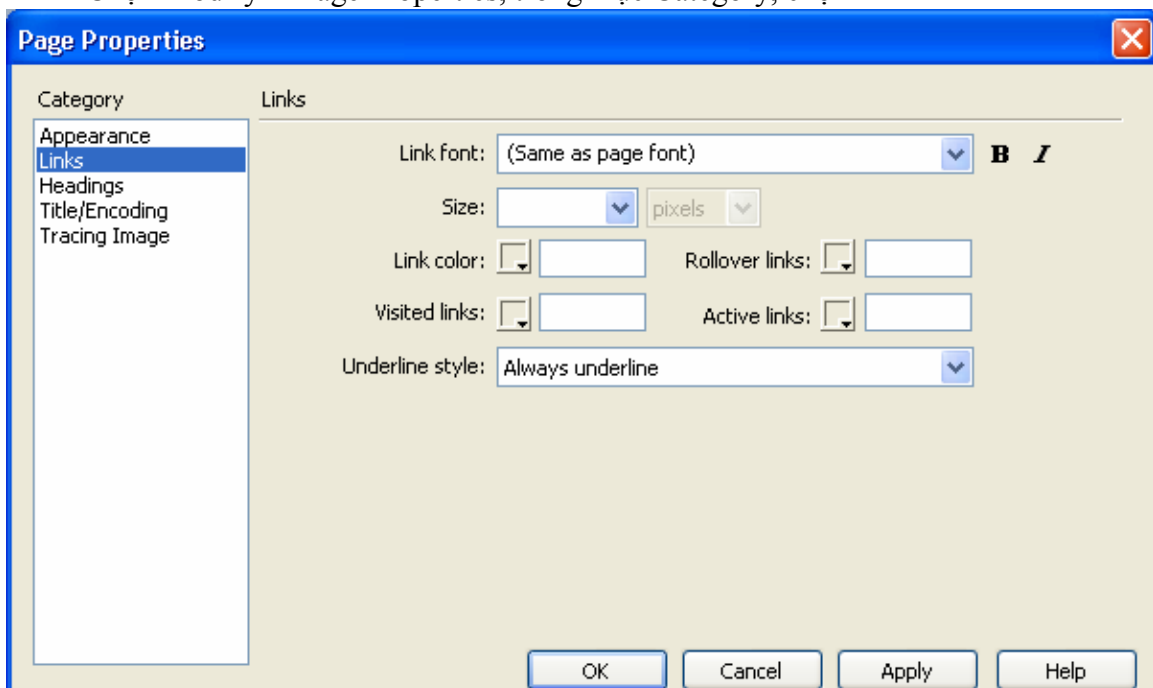 Page Properties
Category
Links
Appearance
Links
Headings
Title/Encoding
Tracing Image
Link font: (Same as page font) B I
Size: pixels
Link color: Rollover links:
Visited links: Active links:
Underline style: Always underline
OK Cancel Apply Help